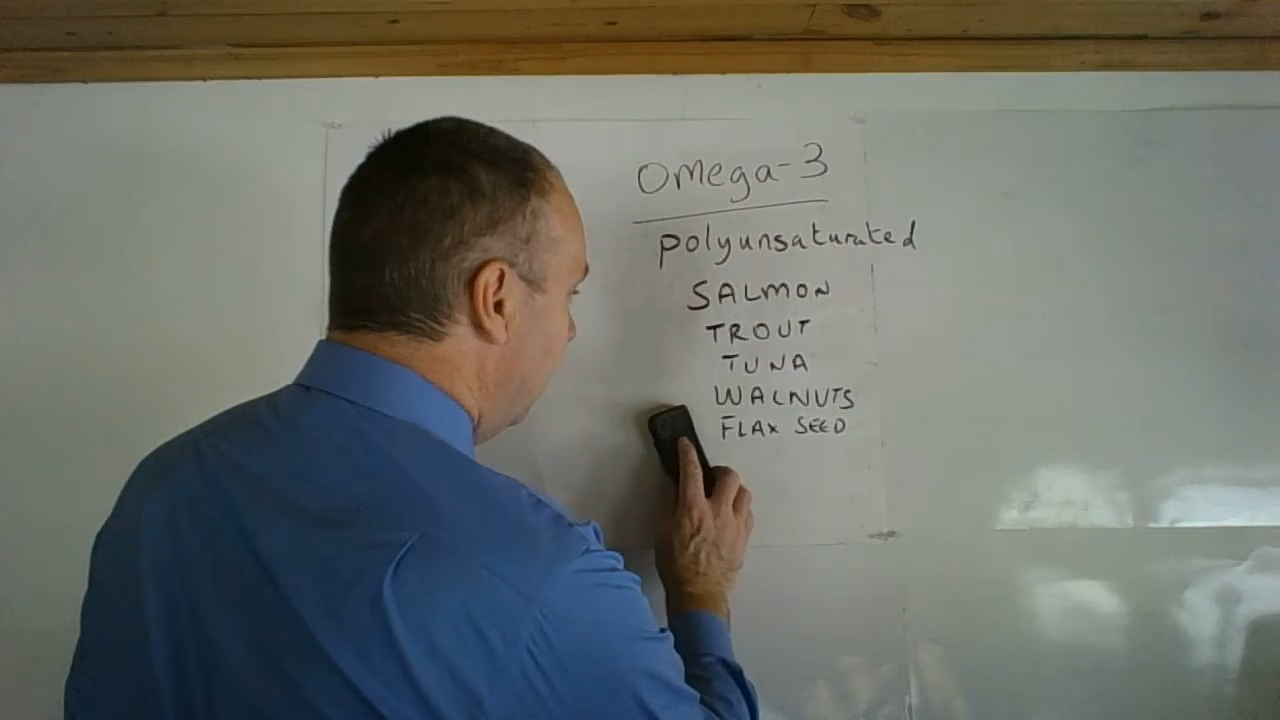 Omega-3
polyunsaturated
SALMON
TROUT
TUNA
WALNUTS
FLAX SEED